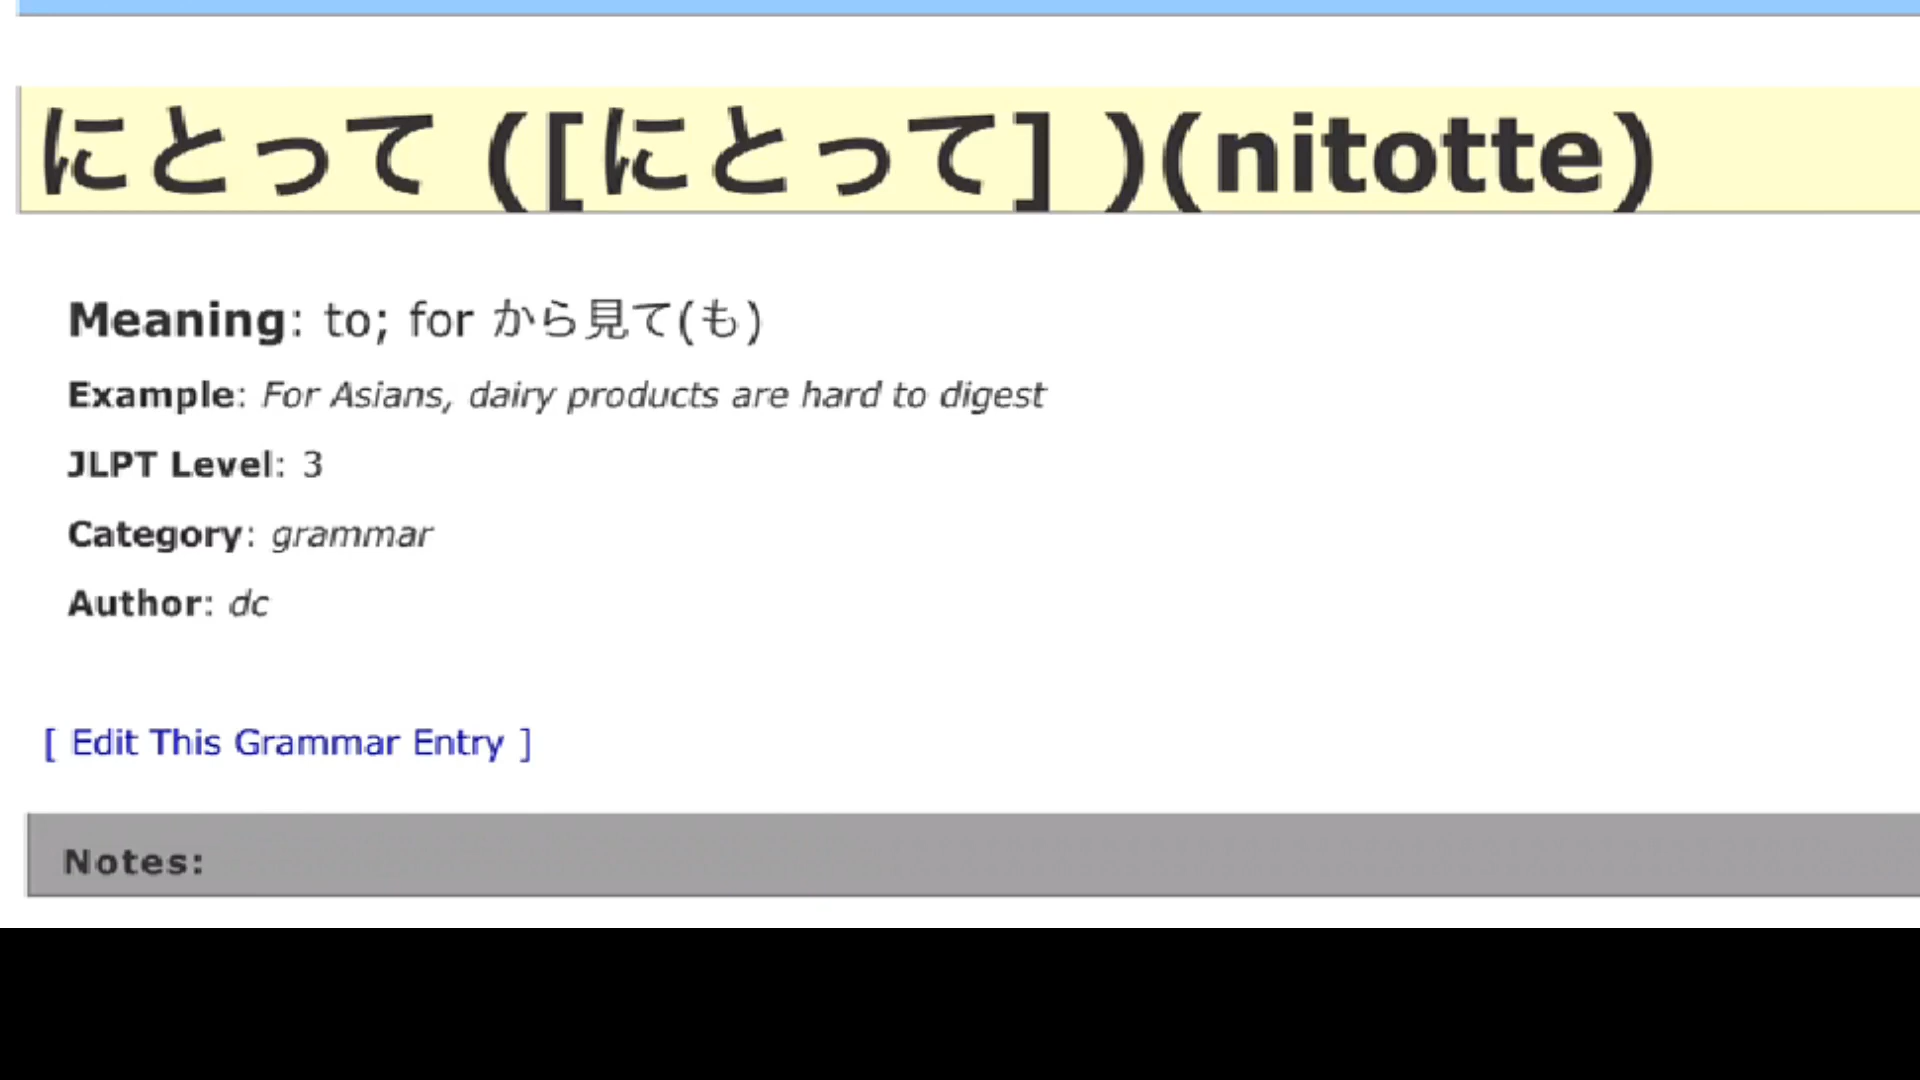 にとって ([にとって] )(nitotte)
Meaning: to; for から見て(も)
Example: For Asians, dairy products are hard to digest
JLPT Level: 3
Category: grammar
Author: dc
[ Edit This Grammar Entry ]
Notes: